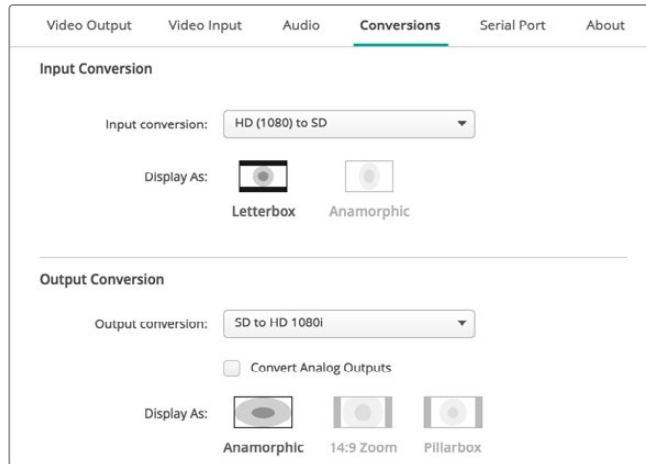 Video Output Video Input Audio Conversions Serial Port About
Input Conversion
Input conversion: HD (1080) to SD
Display As:
Letterbox Anamorphic
Output Conversion
Output conversion: SD to HD 1080i
Convert Analog Outputs
Display As:
Anamorphic 14:9 Zoom Pillarbox